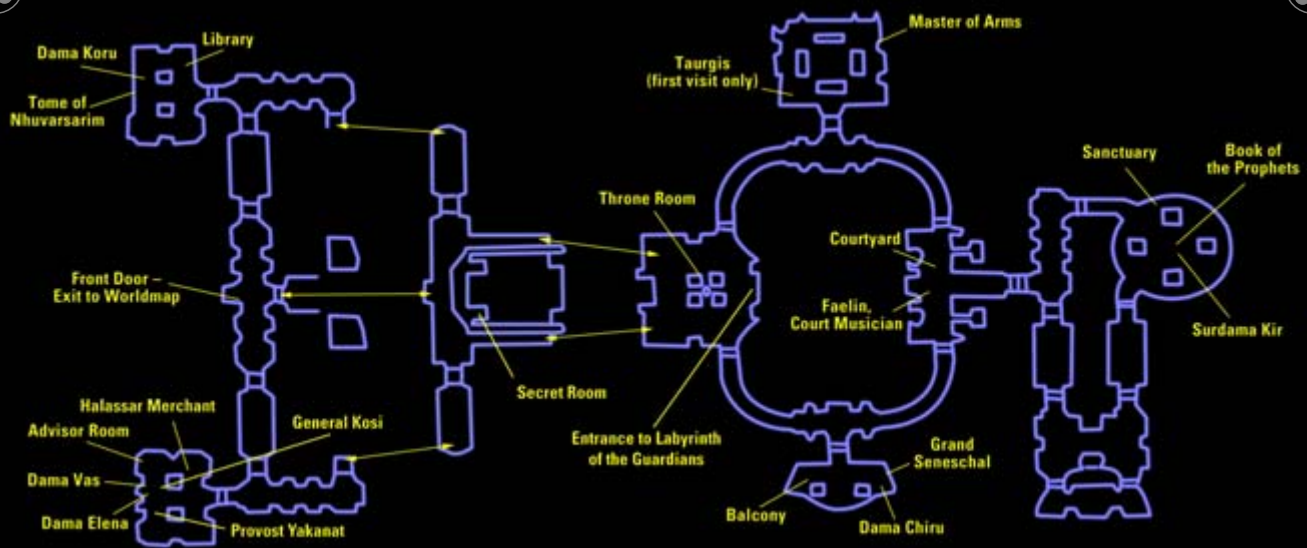 Master of Arms
Library
Dama Koru
Taurgis
(first visit only)
Tome of
Nhuvarsarim
Sanctuary
Book of
the Prophets
Throne Room
Courtyard
Front Door –
Exit to Worldmap
Faelin,
Court Musician
Surdama Kir
Secret Room
Halassar Merchant
General Kosi
Advisor Room
Entrance to Labyrinth
of the Guardians
Grand
Seneschal
Dama Vas
Dama Elena
Provost Yakanat
Balcony
Dama Chiru